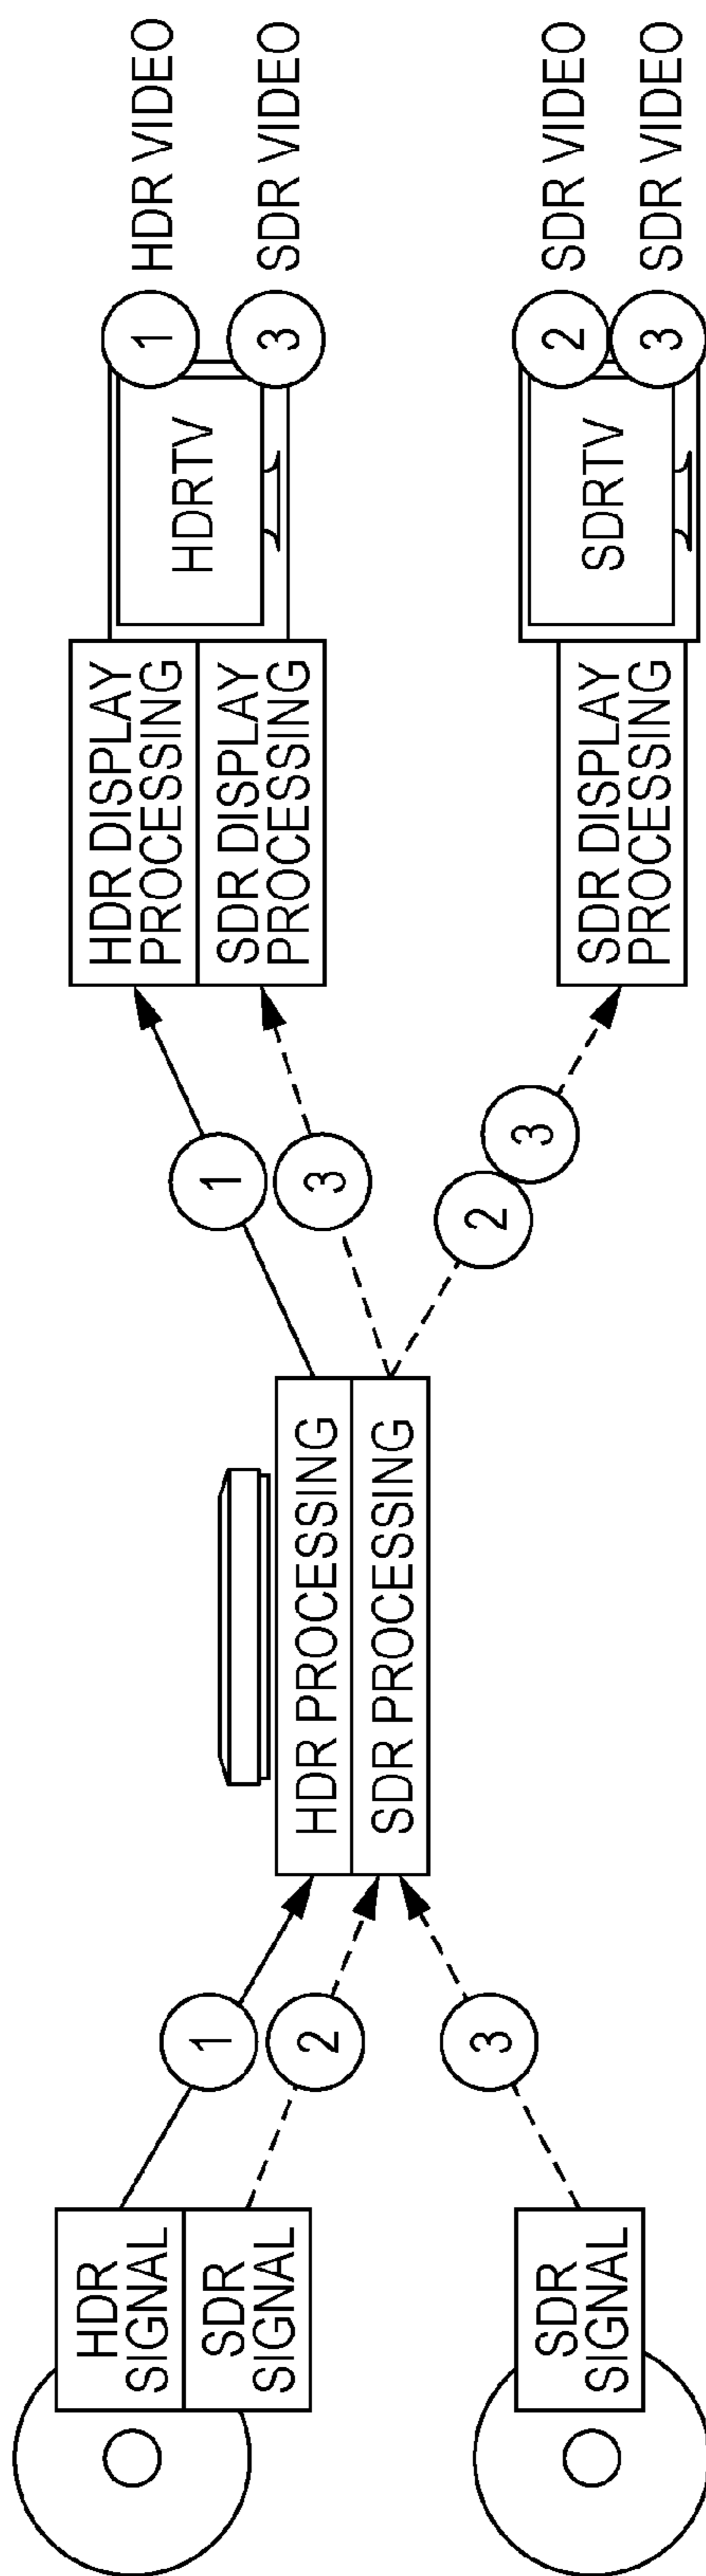 HDR
SIGNAL
SDR
SIGNAL
SDR
SIGNAL
1
2
3
HDR PROCESSING
SDR PROCESSING
1
3
2
3
HDR DISPLAY
PROCESSING
SDR DISPLAY
PROCESSING
SDR DISPLAY
PROCESSING
HDRTV
SDRTV
1
HDR VIDEO
3
SDR VIDEO
2
SDR VIDEO
3
SDR VIDEO